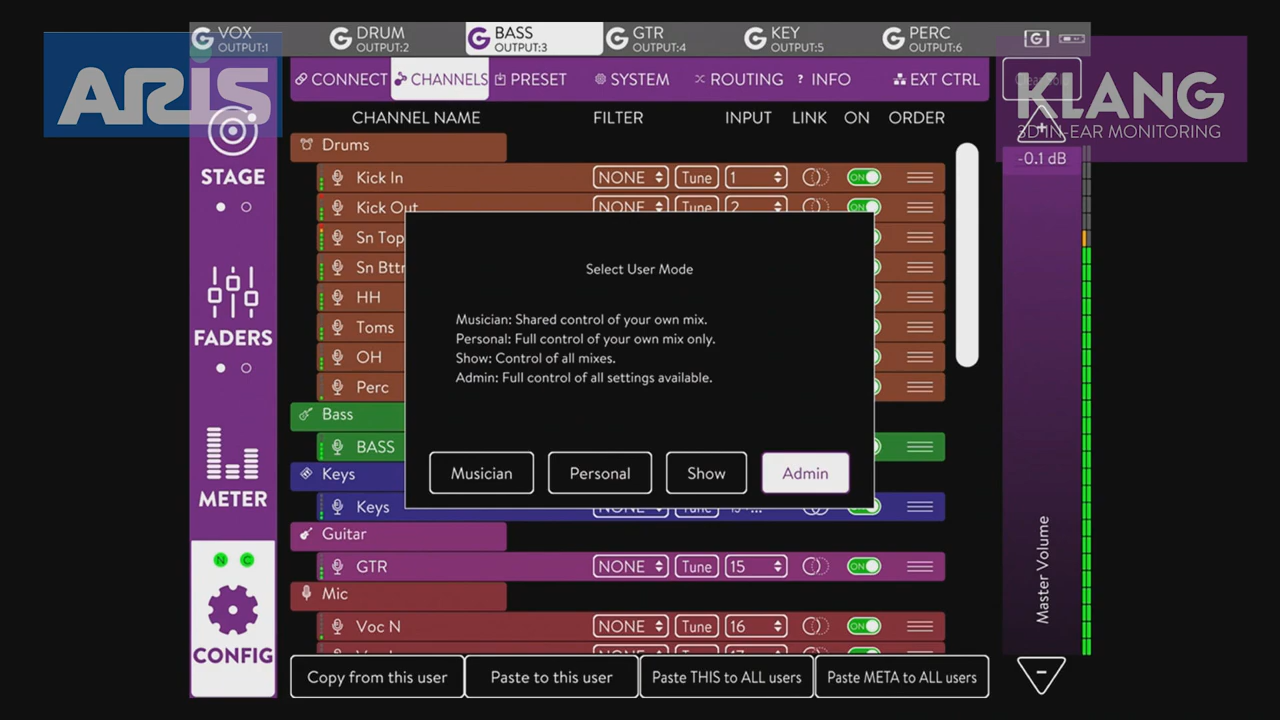 VOX
OUTPUT:1
DRUM
OUTPUT:2
BASS
OUTPUT:3
GTR
OUTPUT:4
KEY
OUTPUT:5
PERC
OUTPUT:6
ARIS
KLANG
3D IN-EAR MONITORING
CONNECT
CHANNELS
PRESET
SYSTEM
ROUTING
? INFO
EXT CTRL
CHANNEL NAME
FILTER
INPUT
LINK
ON
ORDER
STAGE
FADERS
METER
N C
CONFIG
Drums
Kick In NONE Tune 1 ON
Kick Out NONE Tune 2 ON
Sn Top
Sn Bttm
HH
Toms
OH
Perc
Bass
BASS
Keys
Keys NONE Tune
Guitar
GTR NONE Tune 15 ON
Mic
Voc N NONE Tune 16 ON
Select User Mode
Musician: Shared control of your own mix.
Personal: Full control of your own mix only.
Show: Control of all mixes.
Admin: Full control of all settings available.
Musician
Personal
Show
Admin
+
-0.1 dB
Master Volume
-
Copy from this user
Paste to this user
Paste THIS to ALL users
Paste META to ALL users